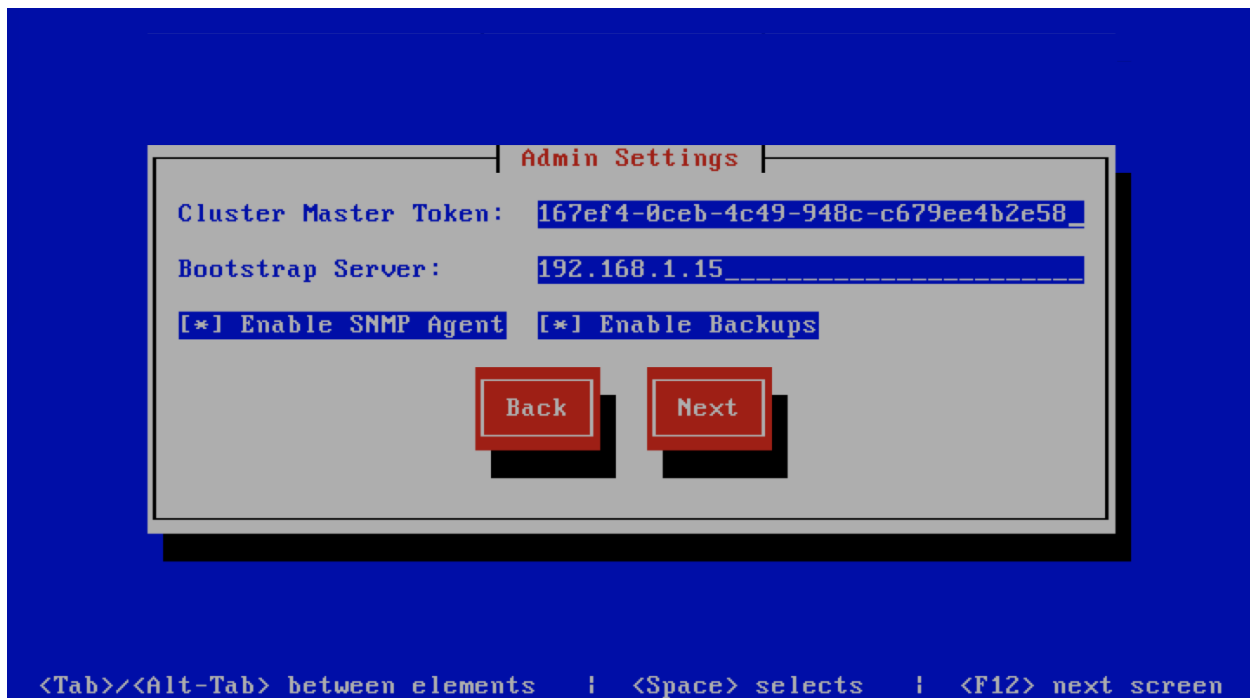 Admin Settings
Cluster Master Token: 167ef4-0ceb-4c49-948c-c679ee4b2e58_
Bootstrap Server: 192.168.1.15_______________________
[*] Enable SNMP Agent [*] Enable Backups
Back Next
<Tab>/<Alt-Tab> between elements | <Space> selects | <F12> next screen